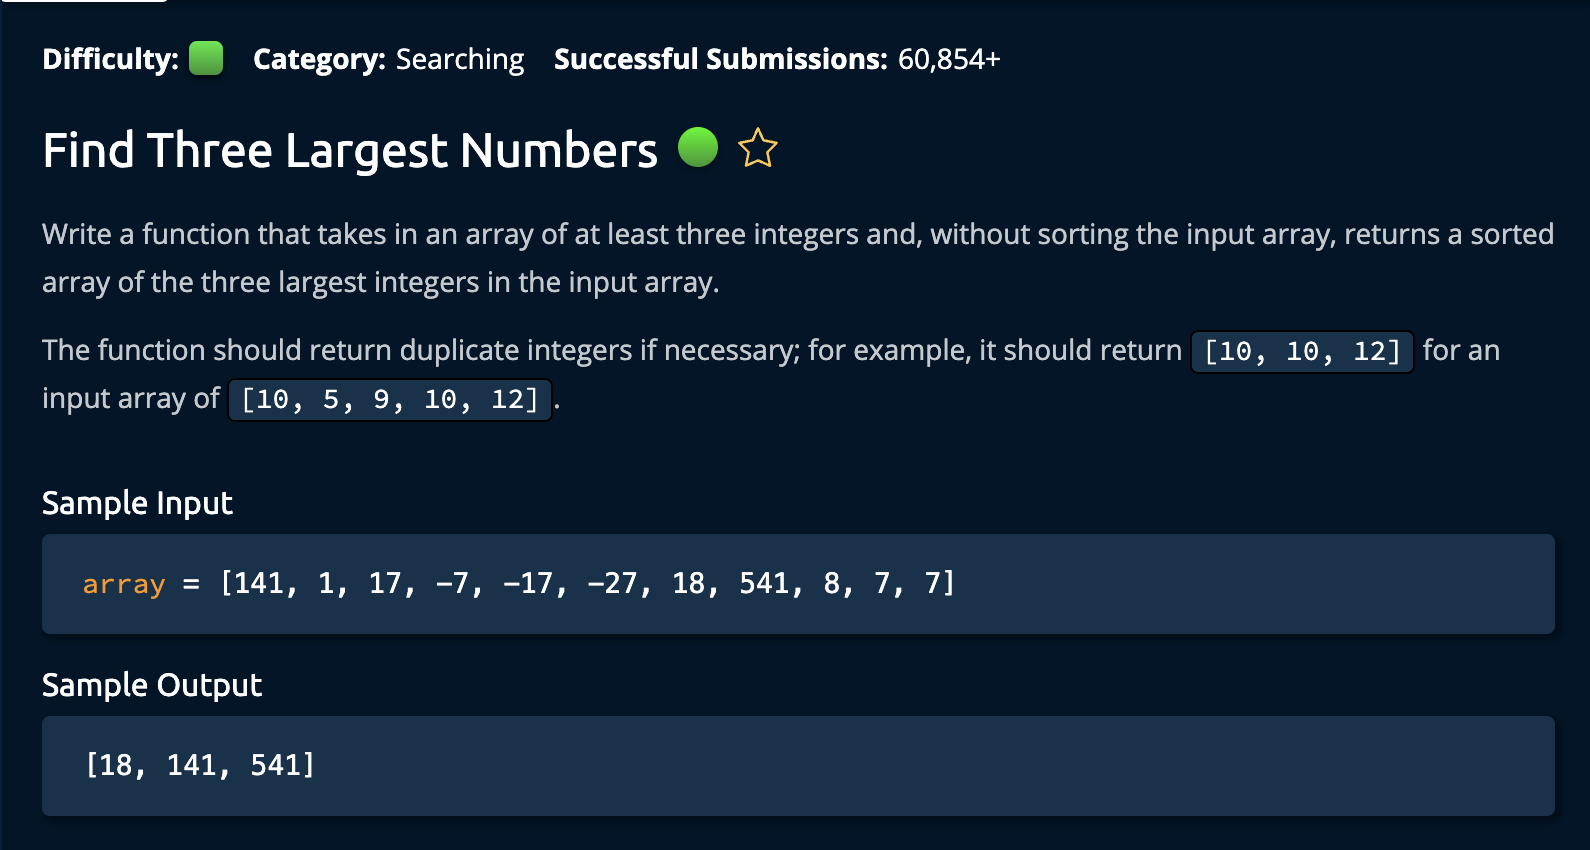 Difficulty: Category: Searching Successful Submissions: 60,854+
Find Three Largest Numbers
Write a function that takes in an array of at least three integers and, without sorting the input array, returns a sorted
array of the three largest integers in the input array.
The function should return duplicate integers if necessary; for example, it should return [10, 10, 12] for an
input array of [10, 5, 9, 10, 12].
Sample Input
array = [141, 1, 17, -7, -17, -27, 18, 541, 8, 7, 7]
Sample Output
[18, 141, 541]